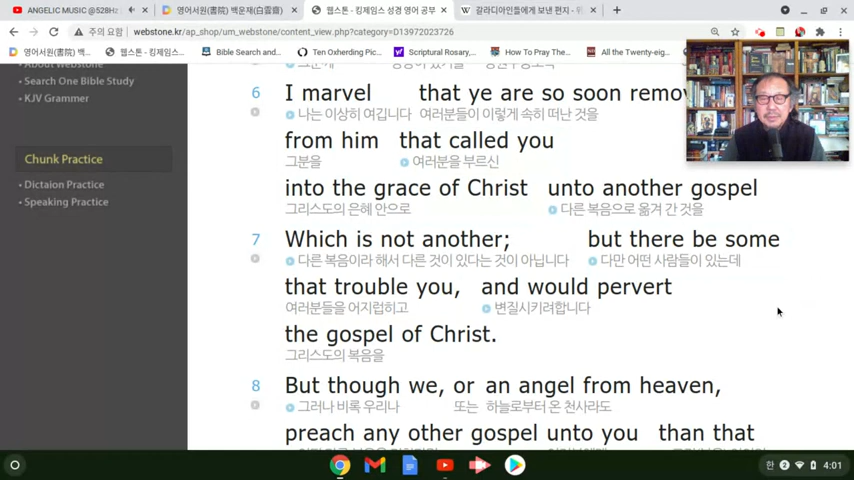 ANGELIC MUSIC @528Hz
영어서원(書院) 백운재(白雲齋)
웹스톤 - 킹제임스 성경 영어 공부
갈라디아인들에게 보낸 편지 - 위
주의 요함
webstone.kr/ap_shop/um_webstone/content_view.php?category=D13972023726
영어서원(書院) 백...
웹스톤 - 킹제임스...
Bible Search and...
Ten Oxherding Pic...
Scriptural Rosary,...
How To Pray The...
All the Twenty-eig...
About Webstone
Search One Bible Study
KJV Grammer
Chunk Practice
Dictaion Practice
Speaking Practice
6 I marvel that ye are so soon remov
나는 이상히 여깁니다 여러분들이 이렇게 속히 떠난 것을
from him that called you
그분을 여러분을 부르신
into the grace of Christ unto another gospel
그리스도의 은혜 안으로 다른 복음으로 옮겨 간 것을
7 Which is not another; but there be some
다른 복음이라 해서 다른 것이 있다는 것이 아닙니다 다만 어떤 사람들이 있는데
that trouble you, and would pervert
여러분들을 어지럽히고 변질시키려합니다
the gospel of Christ.
그리스도의 복음을
8 But though we, or an angel from heaven,
그러나 비록 우리나 또는 하늘로부터 온 천사라도
preach any other gospel unto you than that
한 2 4:01